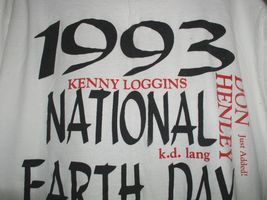 1993
KENNY LOGGINS
NATIONAL
k.d. lang
EARTH DAY
DON
HENLEY
Just Added!